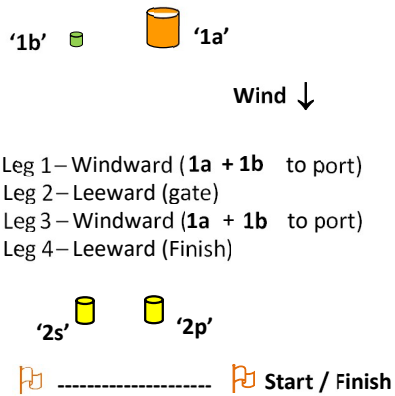 ‘1b’ ‘1a’
Wind ↓
Leg 1 – Windward (1a + 1b to port)
Leg 2 – Leeward (gate)
Leg 3 – Windward (1a + 1b to port)
Leg 4 – Leeward (Finish)
‘2s’ ‘2p’
Start / Finish